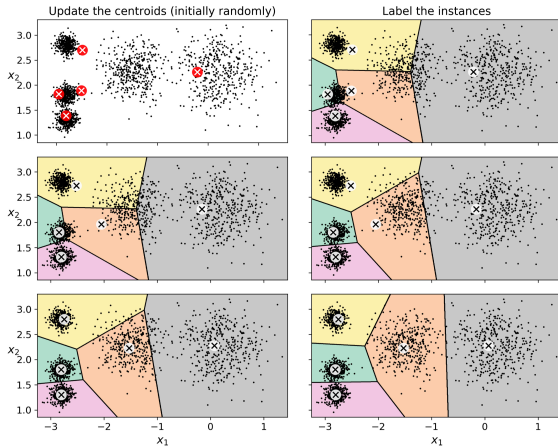 Update the centroids (initially randomly)
Label the instances
3.0
2.5
x2
2.0
1.5
1.0
3.0
2.5
x2
2.0
1.5
1.0
3.0
2.5
x2
2.0
1.5
1.0
−3 −2 −1 0 1
−3 −2 −1 0 1
x1
x1